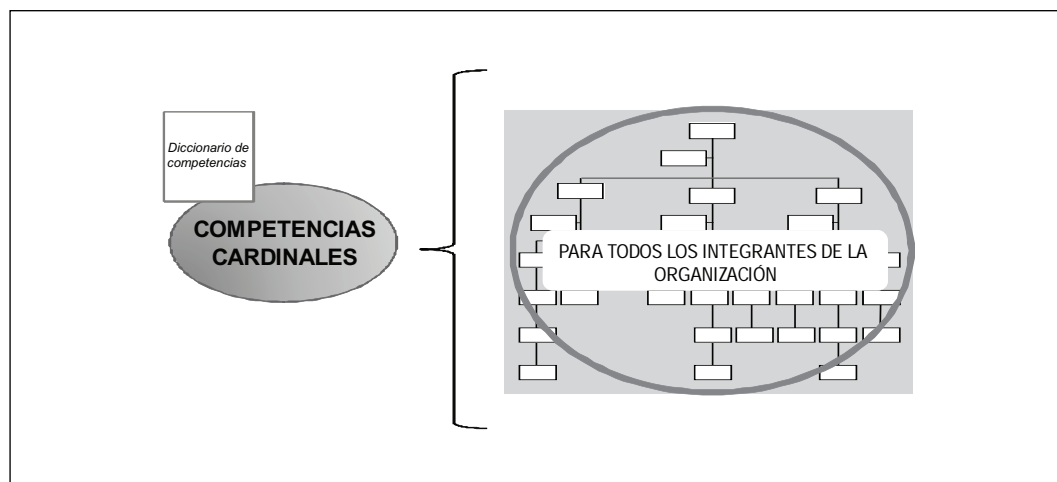 Diccionario de
competencias
COMPETENCIAS
CARDINALES
PARA TODOS LOS INTEGRANTES DE LA
ORGANIZACIÓN